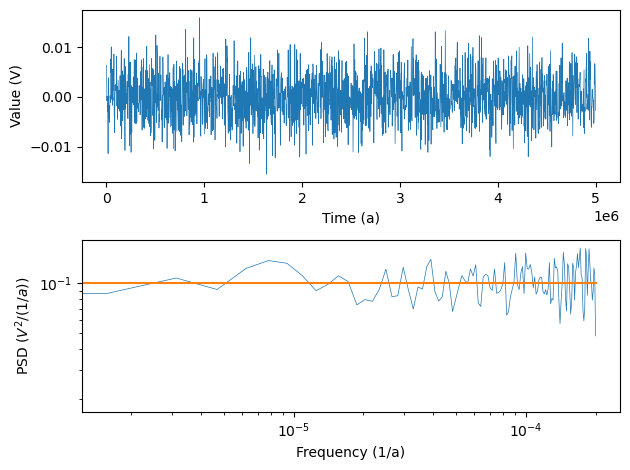 Value (V)
0.01
0.00
−0.01
0
1
2
3
4
5
1e6
Time (a)
PSD ($V^2/(1/a)$)
10⁻¹
10⁻⁵
10⁻⁴
Frequency (1/a)